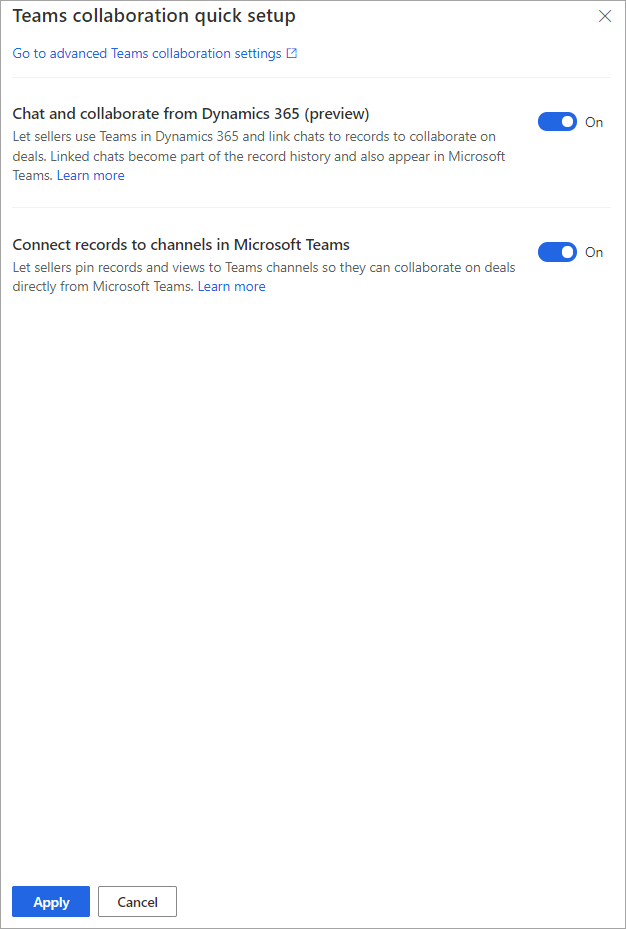 Teams collaboration quick setup
Go to advanced Teams collaboration settings
Chat and collaborate from Dynamics 365 (preview)
On
Let sellers use Teams in Dynamics 365 and link chats to records to collaborate on
deals. Linked chats become part of the record history and also appear in Microsoft
Teams. Learn more
Connect records to channels in Microsoft Teams
On
Let sellers pin records and views to Teams channels so they can collaborate on deals
directly from Microsoft Teams. Learn more
Apply
Cancel